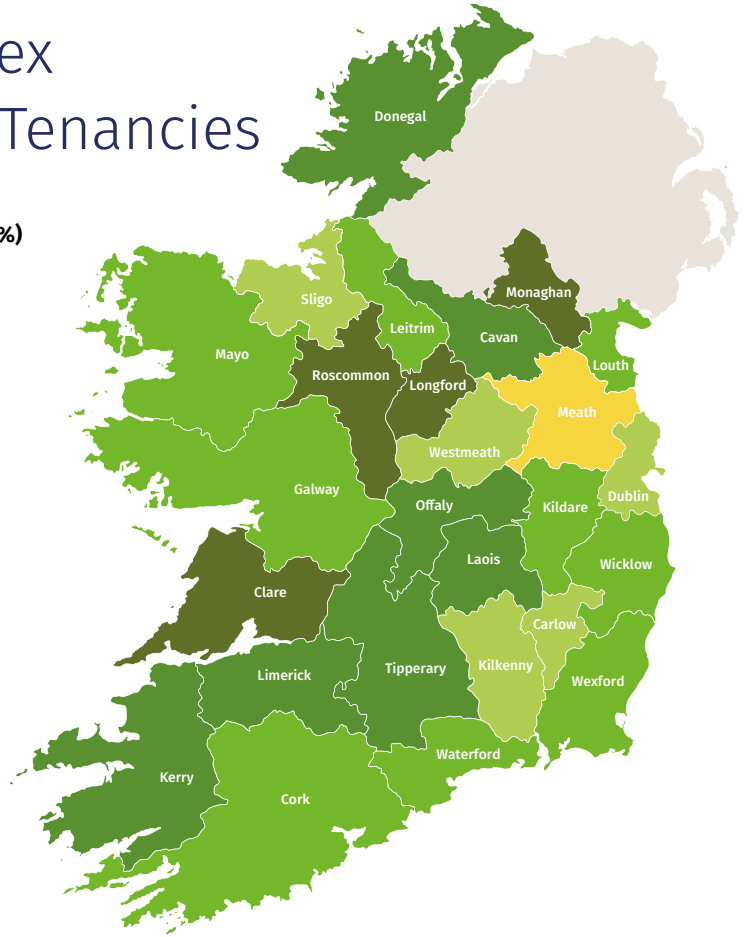 ex
Tenancies
%)
Donegal
Monaghan
Sligo
Leitrim
Cavan
Mayo
Louth
Roscommon
Longford
Meath
Westmeath
Galway
Dublin
Offaly
Kildare
Laois
Wicklow
Clare
Carlow
Kilkenny
Tipperary
Limerick
Wexford
Waterford
Kerry
Cork